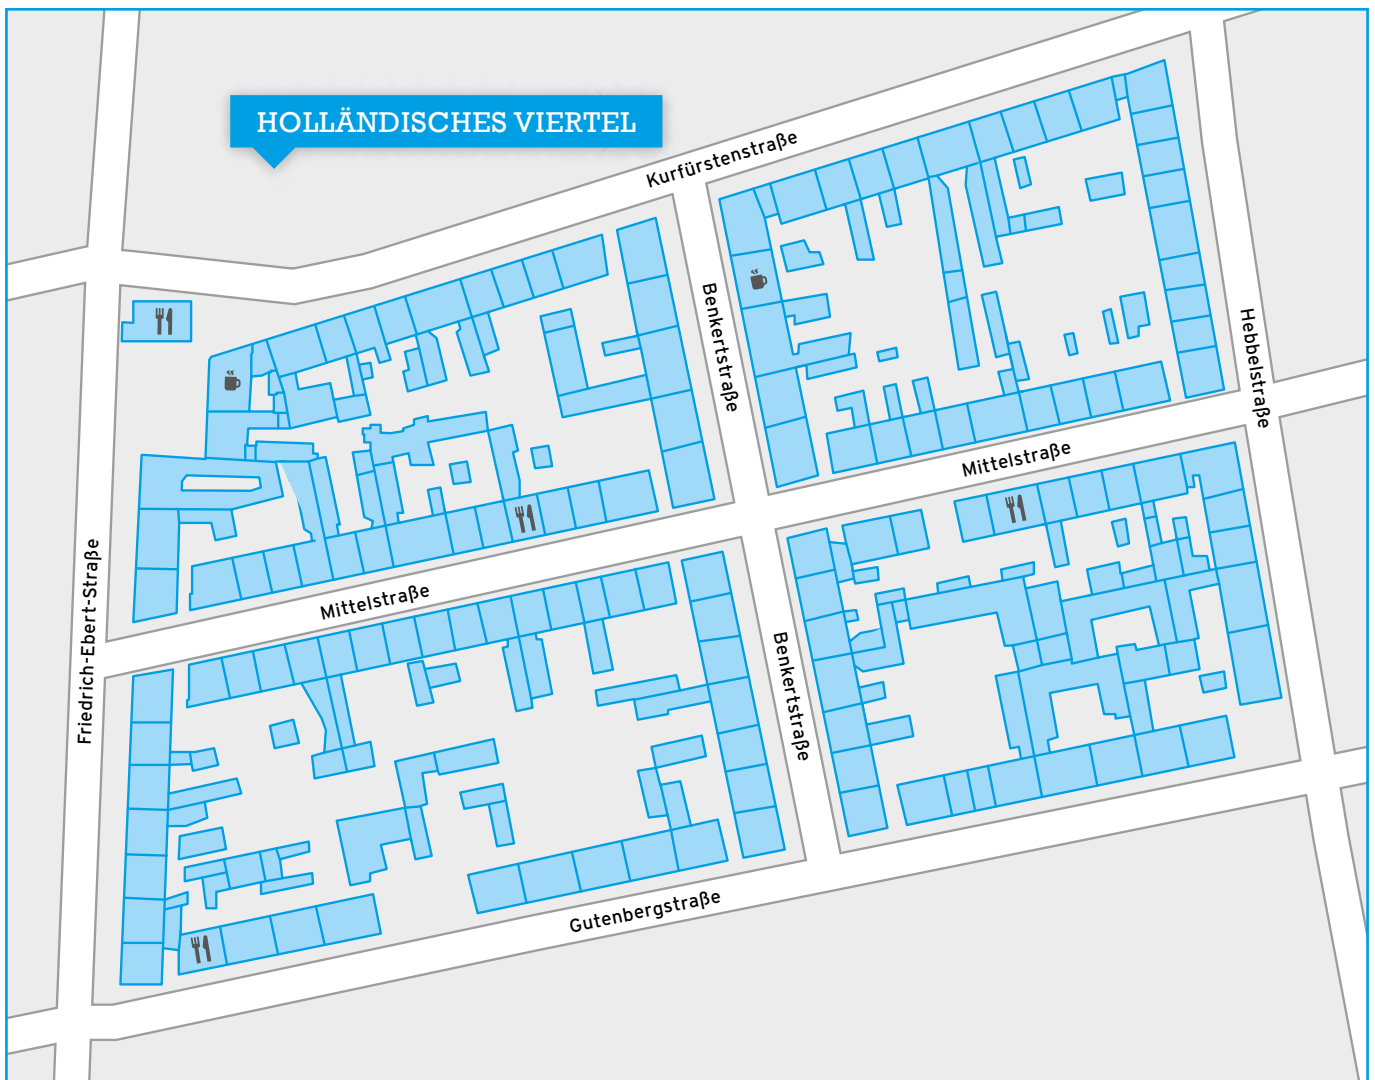 HOLLÄNDISCHES VIERTEL
Kurfürstenstraße
Benkertstraße
Hebbelstraße
Mittelstraße
Friedrich-Ebert-Straße
Mittelstraße
Benkertstraße
Gutenbergstraße